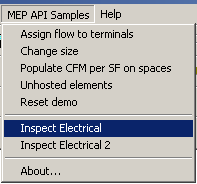 MEP API Samples Help
Assign flow to terminals
Change size
Populate CFM per SF on spaces
Unhosted elements
Reset demo
Inspect Electrical
Inspect Electrical 2
About...